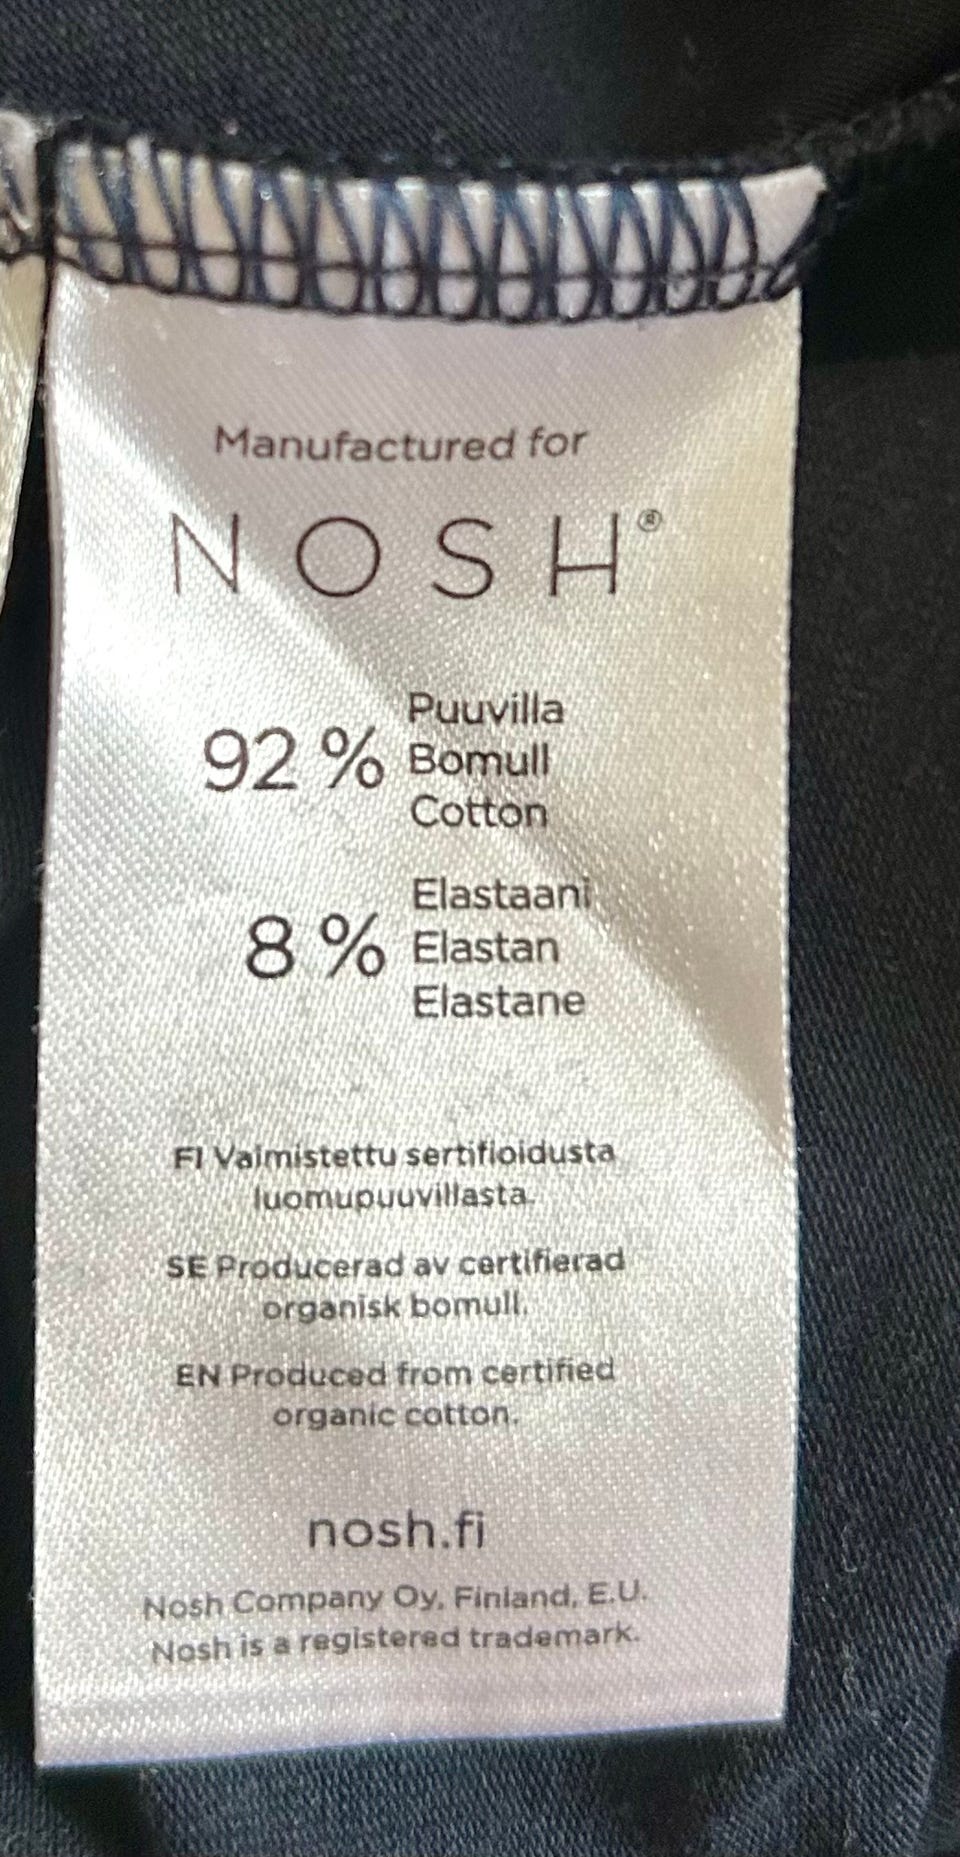 Manufactured for
NOSH®
92 % Puuvilla
Bomull
Cotton
8 % Elastaani
Elastan
Elastane
FI Valmistettu sertifioidusta
luomupuuvillasta.
SE Producerad av certifierad
organisk bomull.
EN Produced from certified
organic cotton.
nosh.fi
Nosh Company Oy, Finland, E.U.
Nosh is a registered trademark.